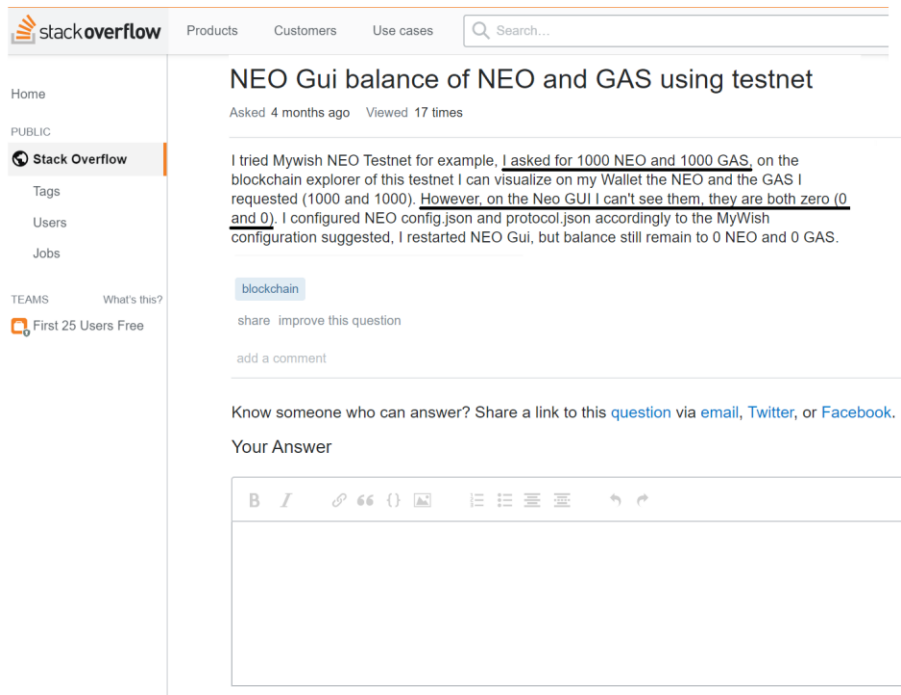 stackoverflow
Products
Customers
Use cases
Search...
Home
PUBLIC
Stack Overflow
Tags
Users
Jobs
TEAMS
What's this?
First 25 Users Free
NEO Gui balance of NEO and GAS using testnet
Asked 4 months ago Viewed 17 times
I tried Mywish NEO Testnet for example, I asked for 1000 NEO and 1000 GAS, on the
blockchain explorer of this testnet I can visualize on my Wallet the NEO and the GAS I
requested (1000 and 1000). However, on the Neo GUI I can't see them, they are both zero (0
and 0). I configured NEO config.json and protocol.json accordingly to the MyWish
configuration suggested, I restarted NEO Gui, but balance still remain to 0 NEO and 0 GAS.
blockchain
share improve this question
add a comment
Know someone who can answer? Share a link to this question via email, Twitter, or Facebook.
Your Answer
B I